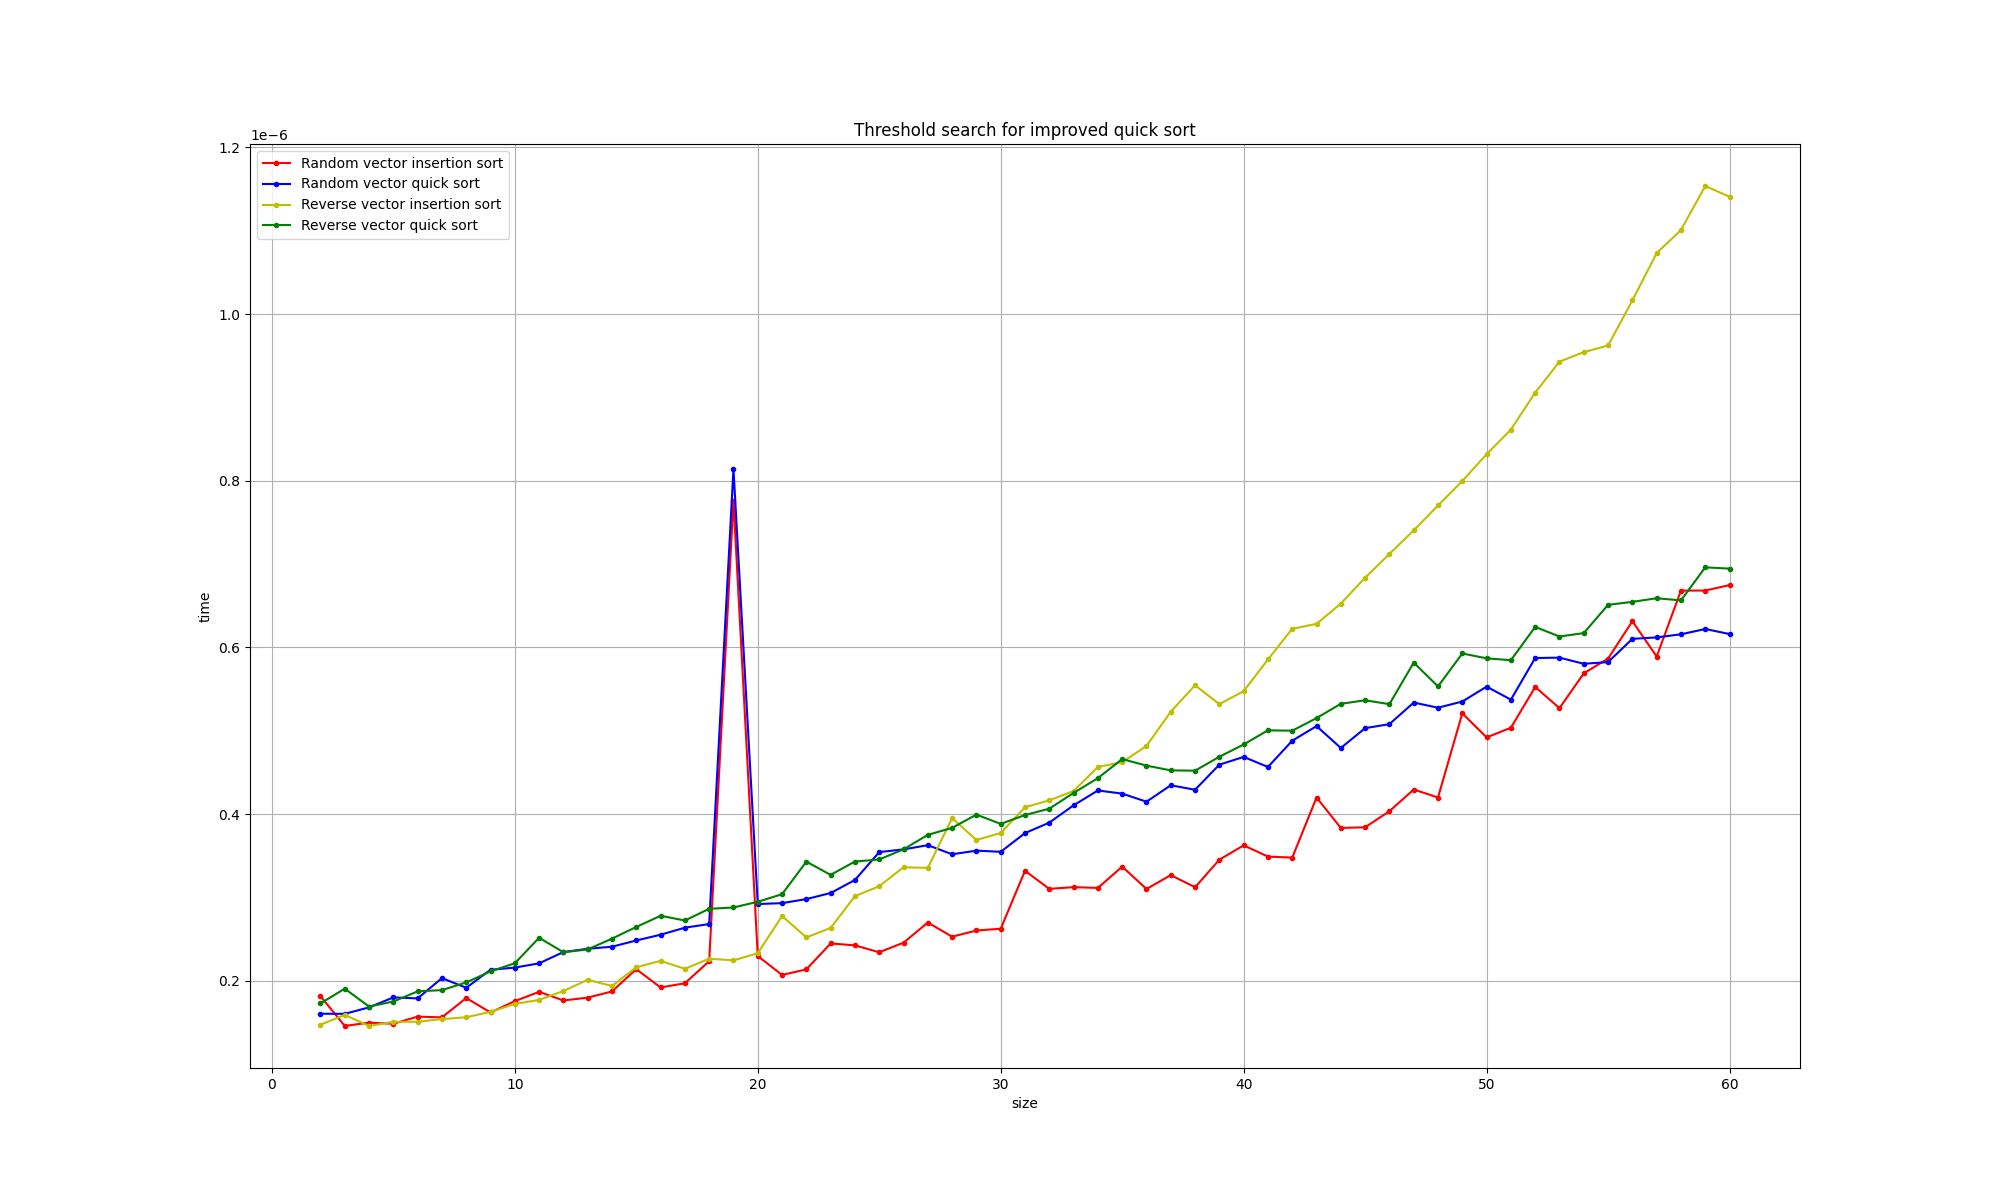 Threshold search for improved quick sort
1e−6
1.2
1.0
0.8
0.6
0.4
0.2
time
Random vector insertion sort
Random vector quick sort
Reverse vector insertion sort
Reverse vector quick sort
0 10 20 30 40 50 60
size